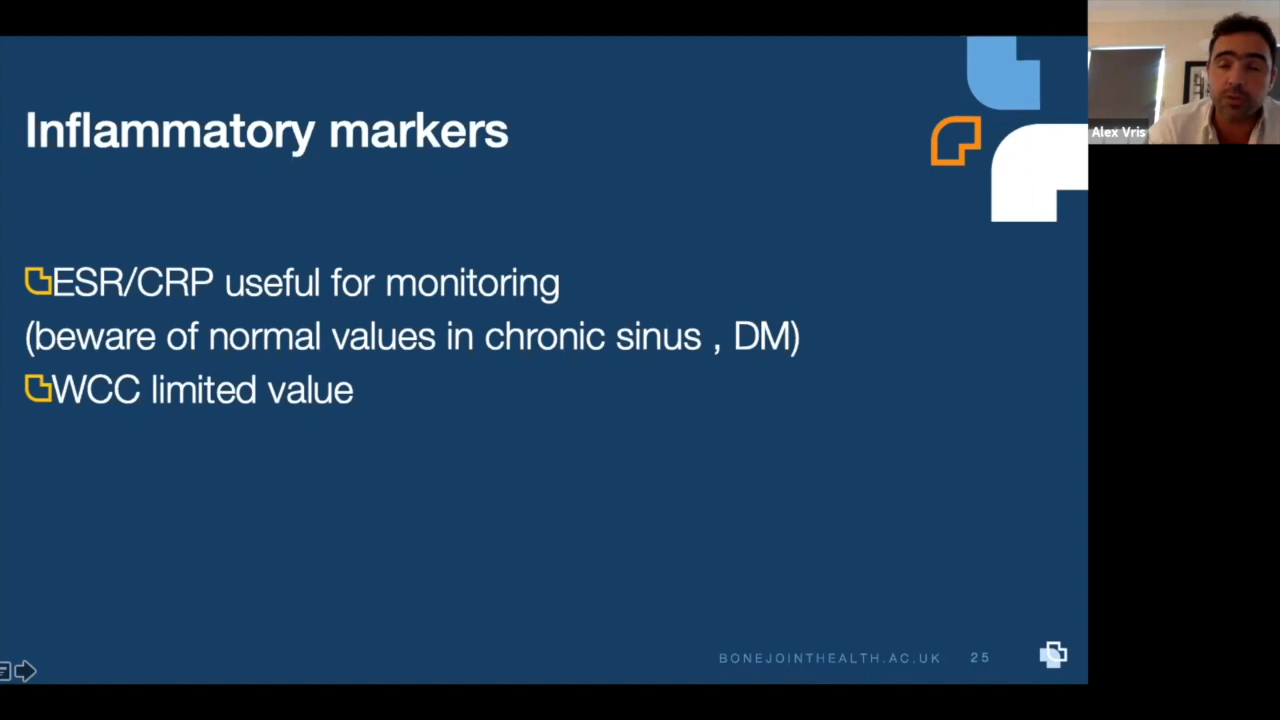 Inflammatory markers
ESR/CRP useful for monitoring
(beware of normal values in chronic sinus , DM)
WCC limited value
BONEJOINTHEALTH.AC.UK 25
Alex Vris